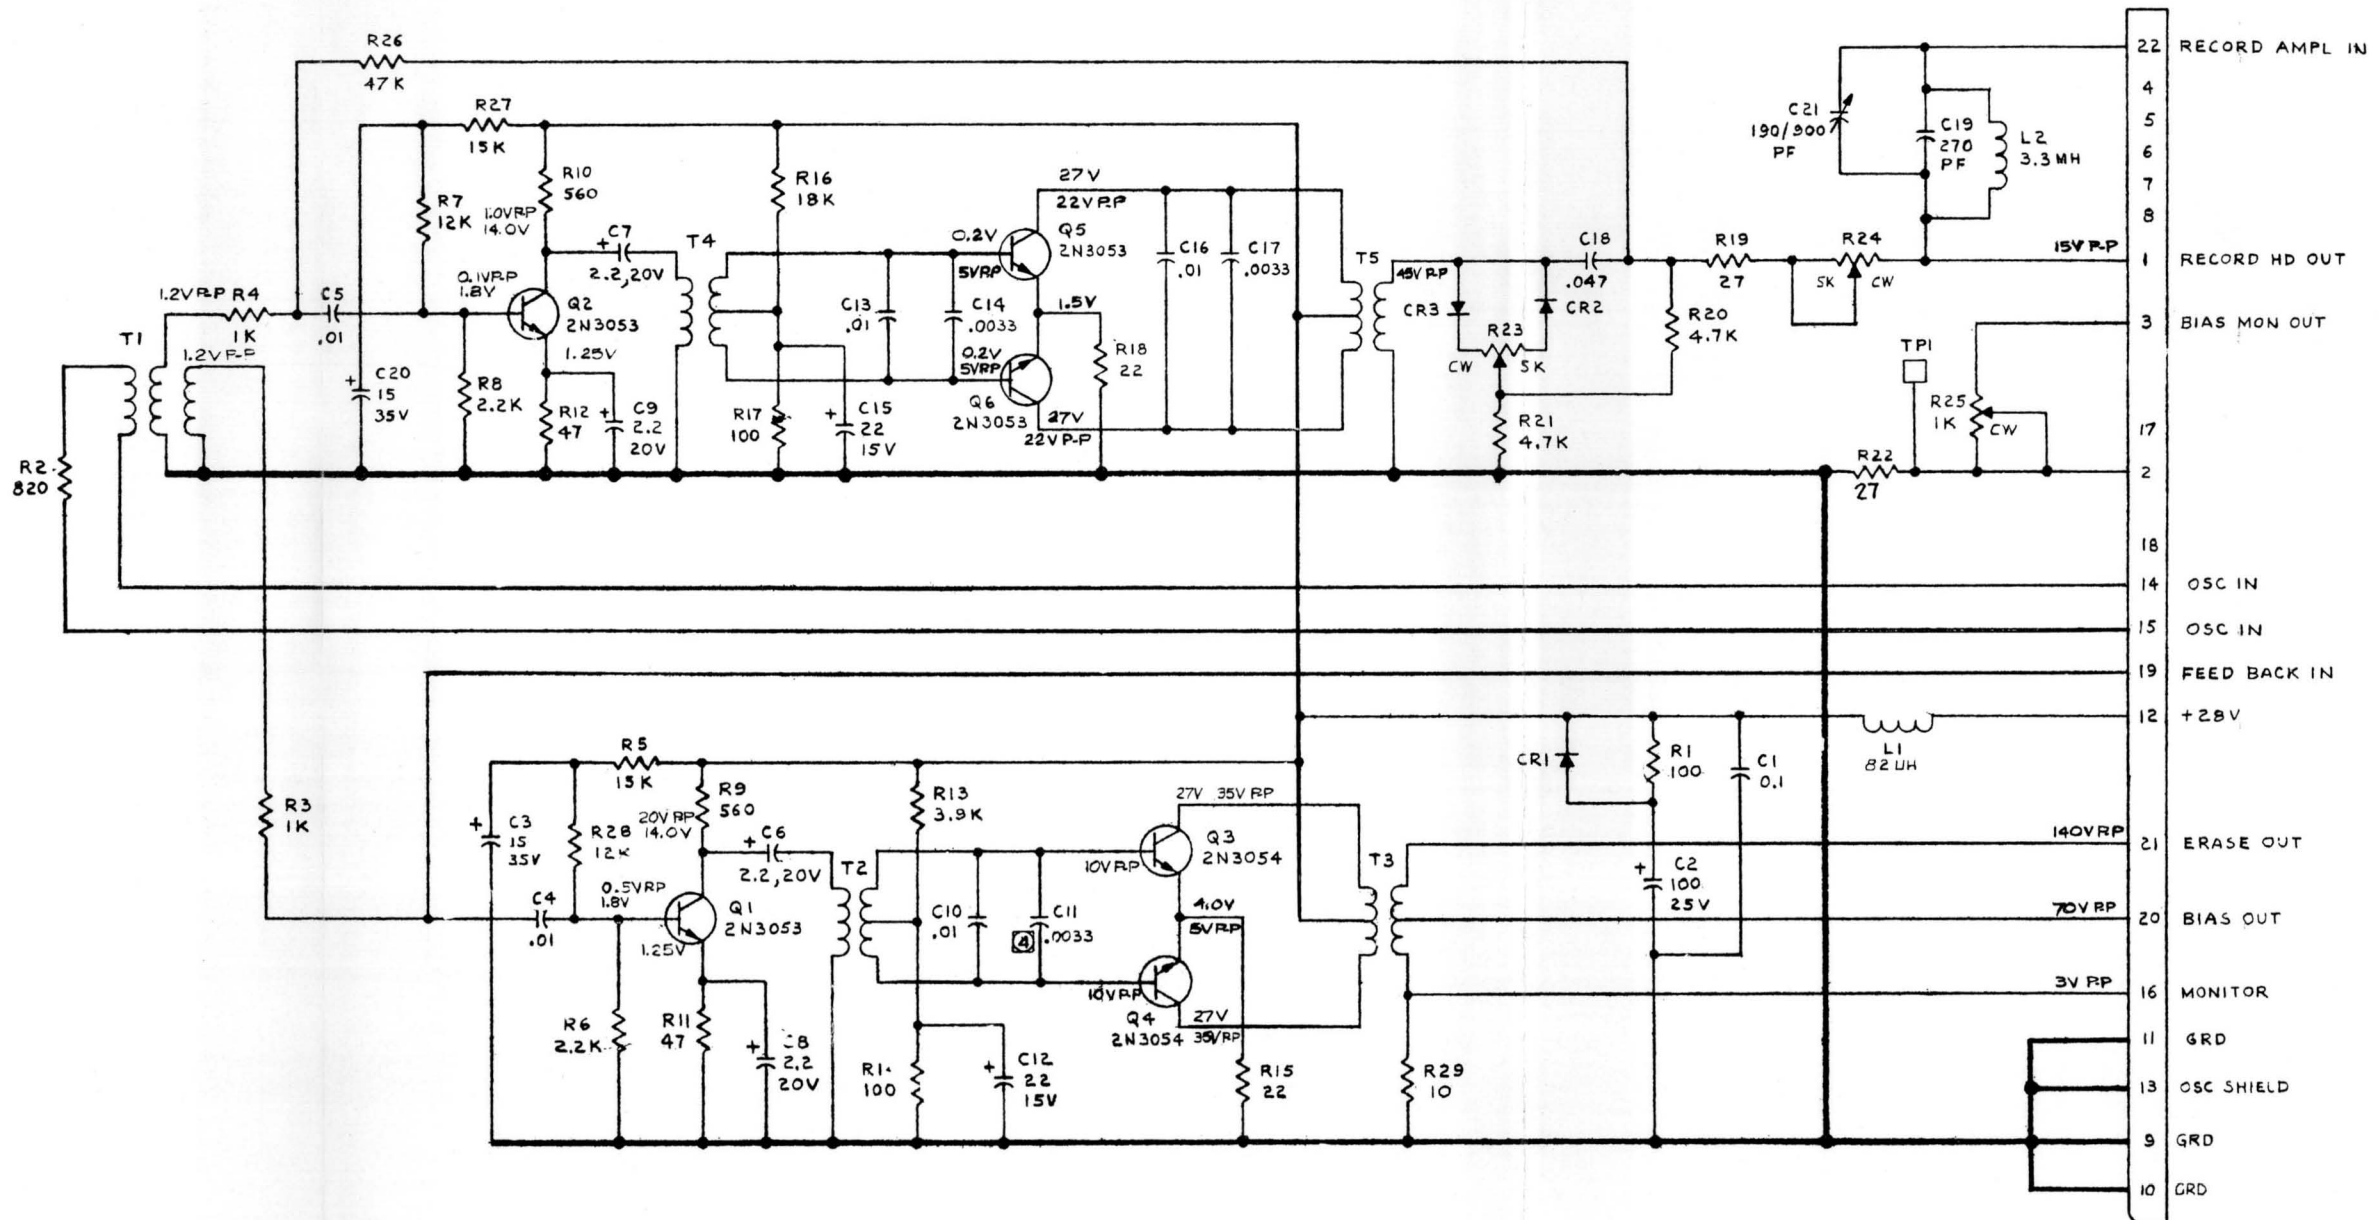 R26
47K
R27
15K
R10
560
R7
12K
1.0VP-P
14.0V
C7
2.2,20V
T4
R16
18K
0.2V
5VP-P
27V
22VP-P
Q5
2N3053
C16
.01
C17
.0033
T5
45VP-P
C18
.047
R19
27
R24
5K
CW
15VP-P
C21
190/900
PF
C19
270
PF
L2
3.3MH
22 RECORD AMPL IN
4
5
6
7
8
1 RECORD HD OUT
3 BIAS MON OUT
17
2
18
14 OSC IN
15 OSC IN
19 FEED BACK IN
12 +28V
21 ERASE OUT
20 BIAS OUT
16 MONITOR
11 GRD
13 OSC SHIELD
9 GRD
10 GRD
1.2VP-P
R4
1K
C5
.01
0.1VP-P
1.8V
Q2
2N3053
1.25V
T1
1.2VP-P
C20
15
35V
R8
2.2K
R12
47
C9
2.2
20V
R17
100
C15
22
15V
C13
.01
C14
.0033
0.2V
5VP-P
Q6
2N3053
27V
22VP-P
1.5V
R18
22
CR3
CR2
R23
CW
5K
R20
4.7K
R21
4.7K
TP1
R25
1K
CW
R22
27
R2
820
R3
1K
R5
15K
R9
560
C3
15
35V
R28
12K
20VP-P
14.0V
C6
2.2,20V
T2
R13
3.9K
C4
.01
0.5VP-P
1.8V
Q1
2N3053
1.25V
C10
.01
C11
.0033
4
27V 35VP-P
Q3
2N3054
10VP-P
4.0V
5VP-P
10VP-P
Q4
2N3054
27V
35VP-P
T3
CR1
R1
100
C1
0.1
L1
82UH
C2
100
25V
140VP-P
70VP-P
3VP-P
R6
2.2K
R11
47
C8
2.2
20V
100
C12
22
15V
R15
22
R29
10